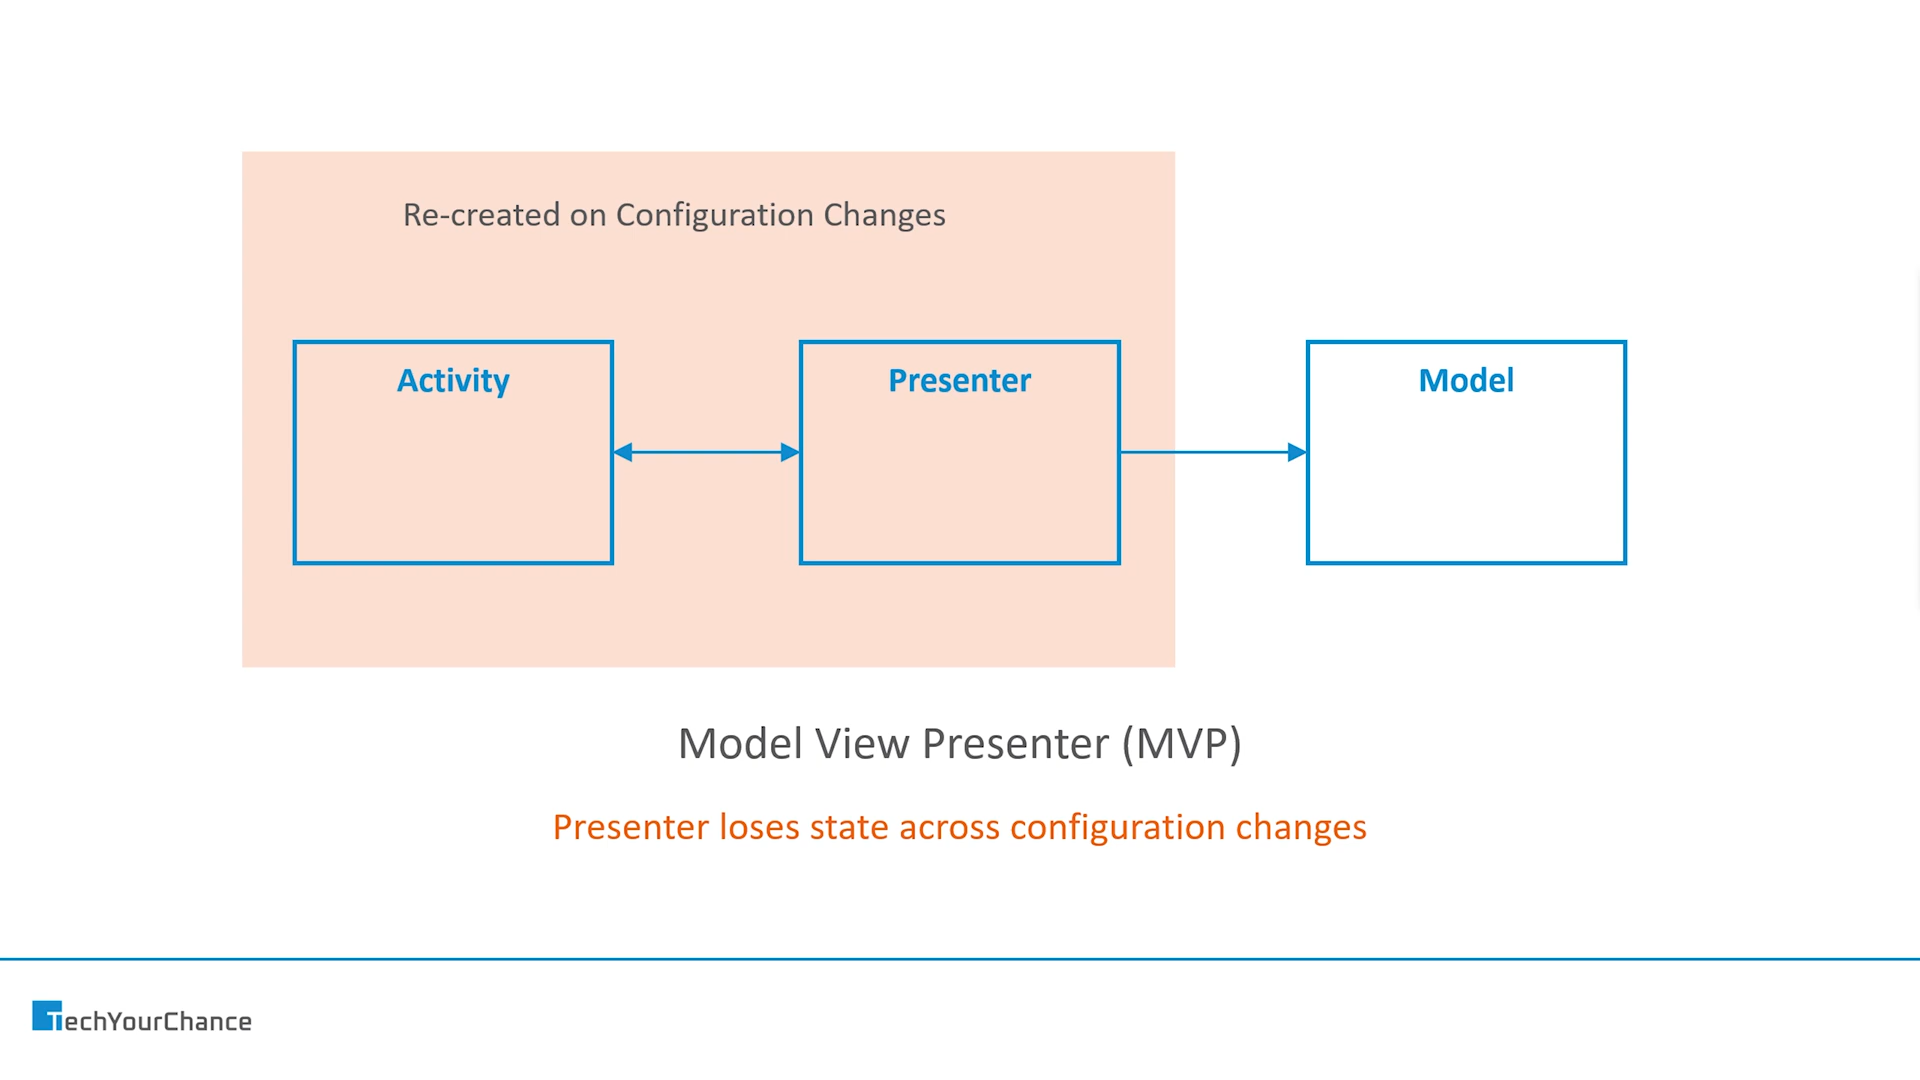 Re-created on Configuration Changes
Activity
Presenter
Model
Model View Presenter (MVP)
Presenter loses state across configuration changes
TechYourChance